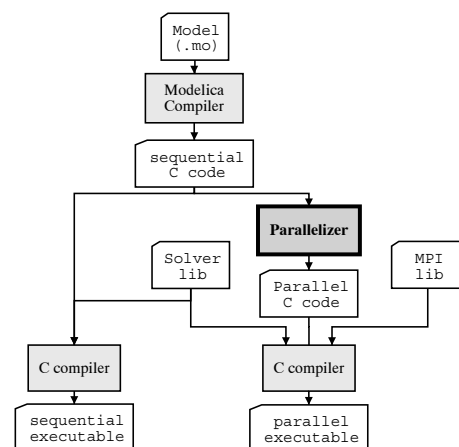 Model
(.mo)
Modelica
Compiler
sequential
C code
Parallelizer
Solver
lib
MPI
lib
Parallel
C code
C compiler
C compiler
sequential
executable
parallel
executable